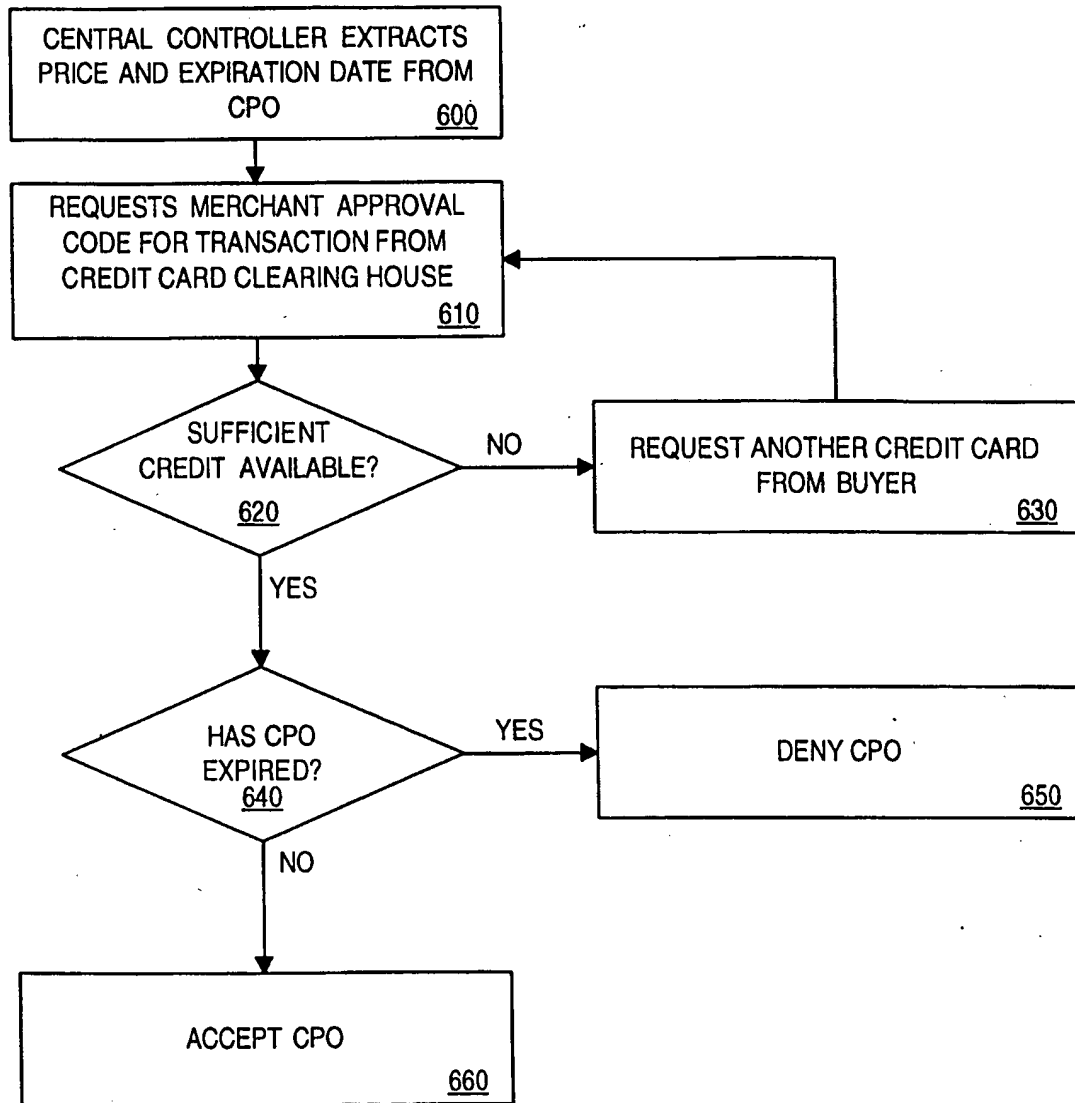 CENTRAL CONTROLLER EXTRACTS
PRICE AND EXPIRATION DATE FROM
CPO
600
REQUESTS MERCHANT APPROVAL
CODE FOR TRANSACTION FROM
CREDIT CARD CLEARING HOUSE
610
SUFFICIENT
CREDIT AVAILABLE?
620
NO
REQUEST ANOTHER CREDIT CARD
FROM BUYER
630
YES
HAS CPO
EXPIRED?
640
YES
DENY CPO
650
NO
ACCEPT CPO
660